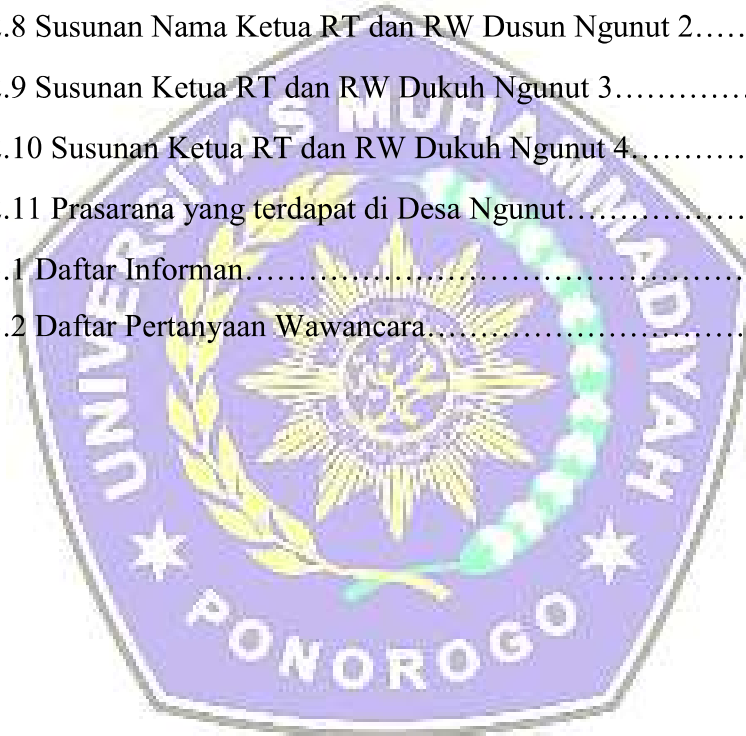 .8 Susunan Nama Ketua RT dan RW Dusun Ngunut 2…..
.9 Susunan Ketua RT dan RW Dukuh Ngunut 3…………..
.10 Susunan Ketua RT dan RW Dukuh Ngunut 4…………
.11 Prasarana yang terdapat di Desa Ngunut………………
.1 Daftar Informan…………………………………………
.2 Daftar Pertanyaan Wawancara…………………………
UNIVERSITAS MUHAMMADIYAH
PONOROGO